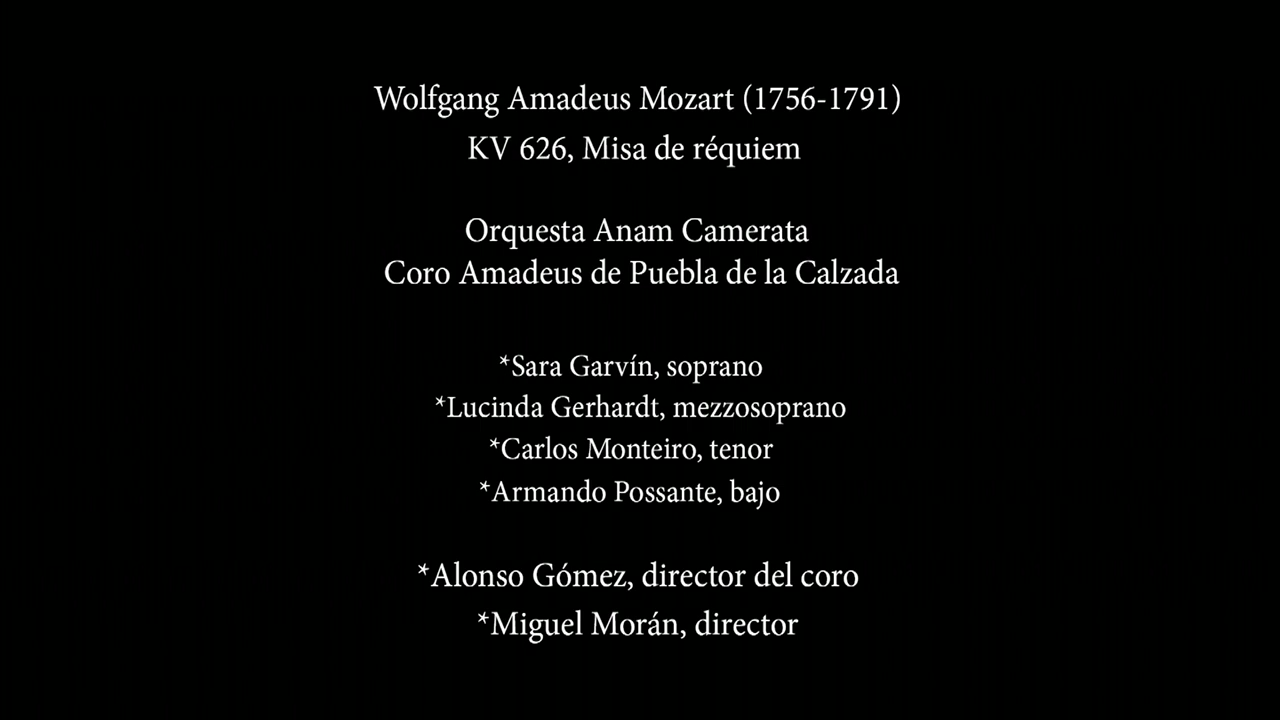 Wolfgang Amadeus Mozart (1756-1791)
KV 626, Misa de réquiem
Orquesta Anam Camerata
Coro Amadeus de Puebla de la Calzada
*Sara Garvín, soprano
*Lucinda Gerhardt, mezzosoprano
*Carlos Monteiro, tenor
*Armando Possante, bajo
*Alonso Gómez, director del coro
*Miguel Morán, director